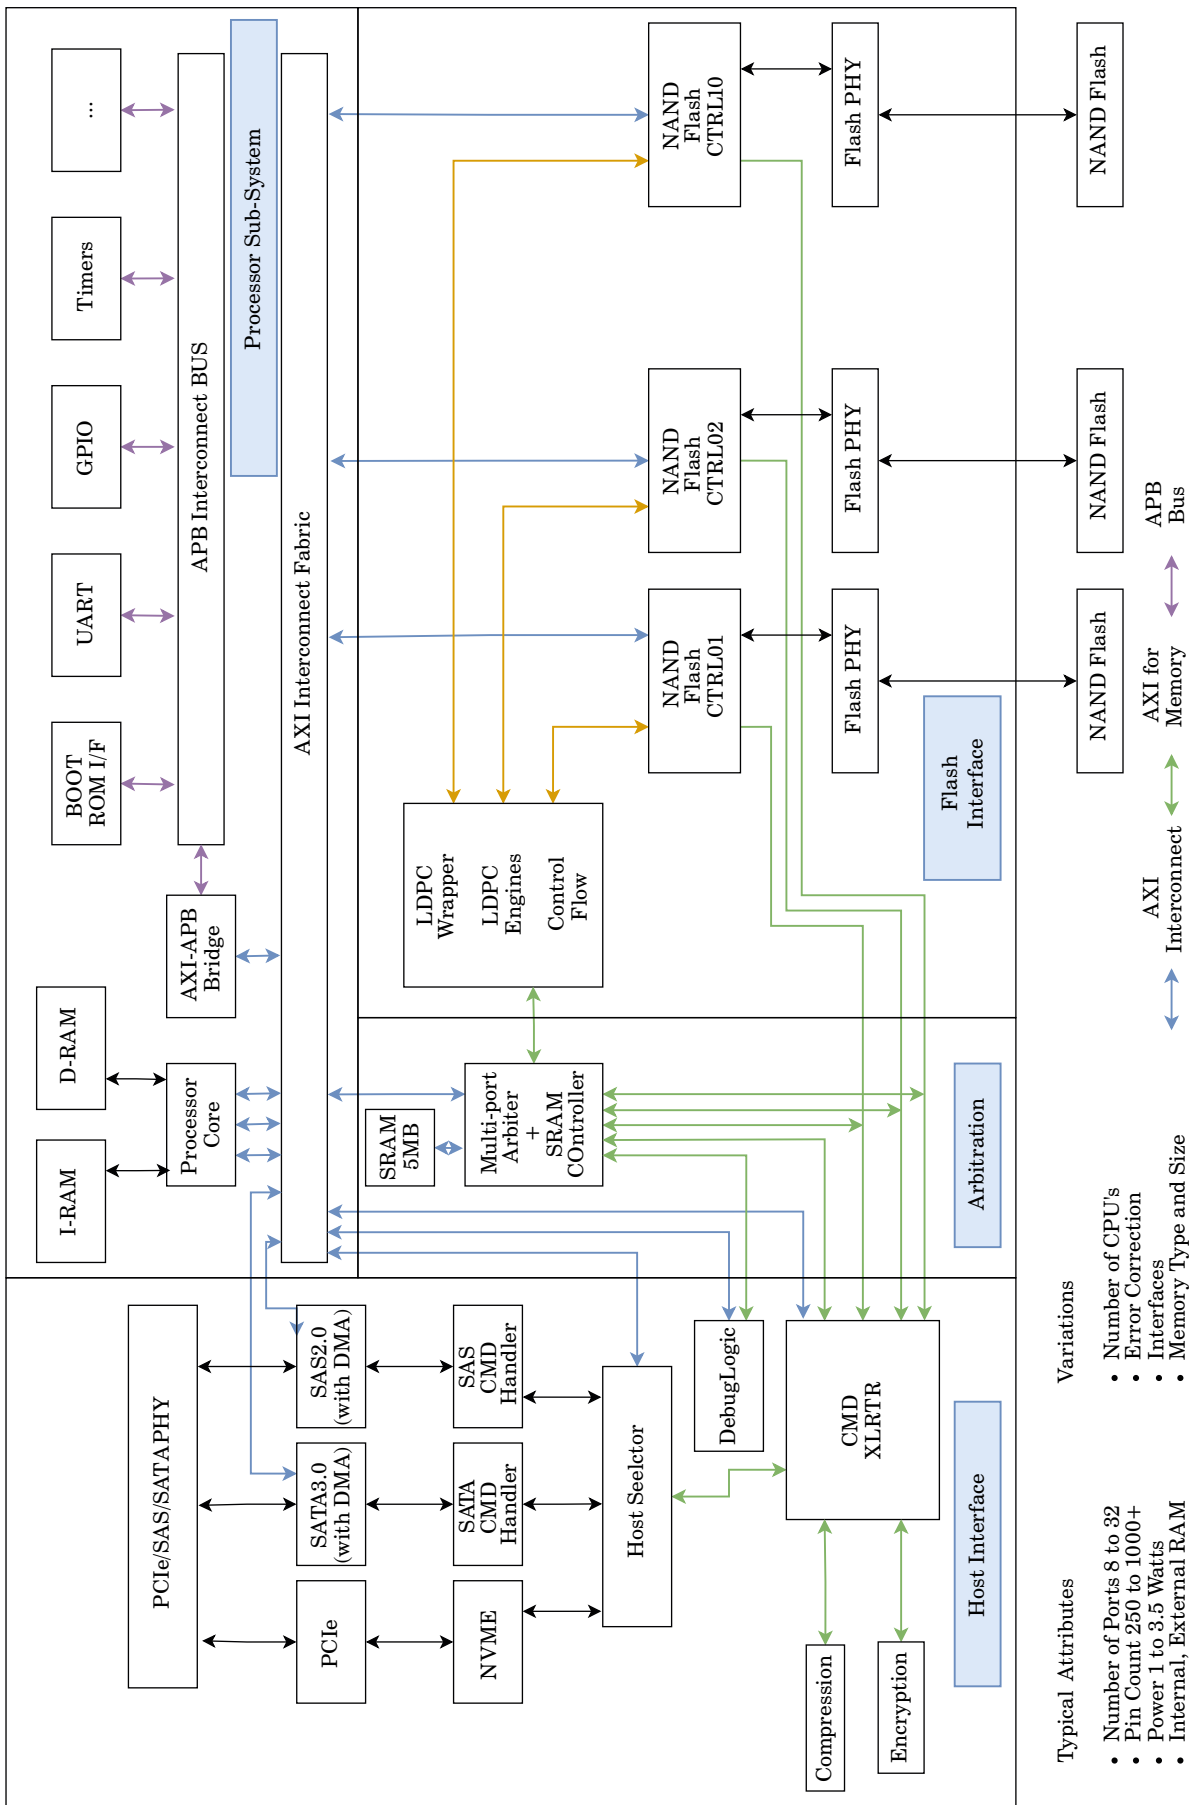 PCIe/SAS/SATAPHY
PCIe
SATA3.0
(with DMA)
SAS2.0
(with DMA)
NVME
SATA
CMD
Handler
SAS
CMD
Handler
Host Seelctor
DebugLogic
CMD
XLRTR
Compression
Encryption
Host Interface
I-RAM
D-RAM
Processor
Core
AXI-APB
Bridge
BOOT
ROM I/F
UART
GPIO
Timers
...
APB Interconnect BUS
Processor Sub-System
AXI Interconnect Fabric
SRAM
5MB
Multi-port
Arbiter
+
SRAM
COntroller
Arbitration
LDPC
Wrapper
LDPC
Engines
Control
Flow
NAND
Flash
CTRL01
NAND
Flash
CTRL02
NAND
Flash
CTRL10
Flash PHY
Flash PHY
Flash PHY
Flash
Interface
NAND Flash
NAND Flash
NAND Flash
Typical Attributes
• Number of Ports 8 to 32
• Pin Count 250 to 1000+
• Power 1 to 3.5 Watts
• Internal, External RAM
Variations
• Number of CPU's
• Error Correction
• Interfaces
• Memory Type and Size
AXI
Interconnect
AXI for
Memory
APB
Bus